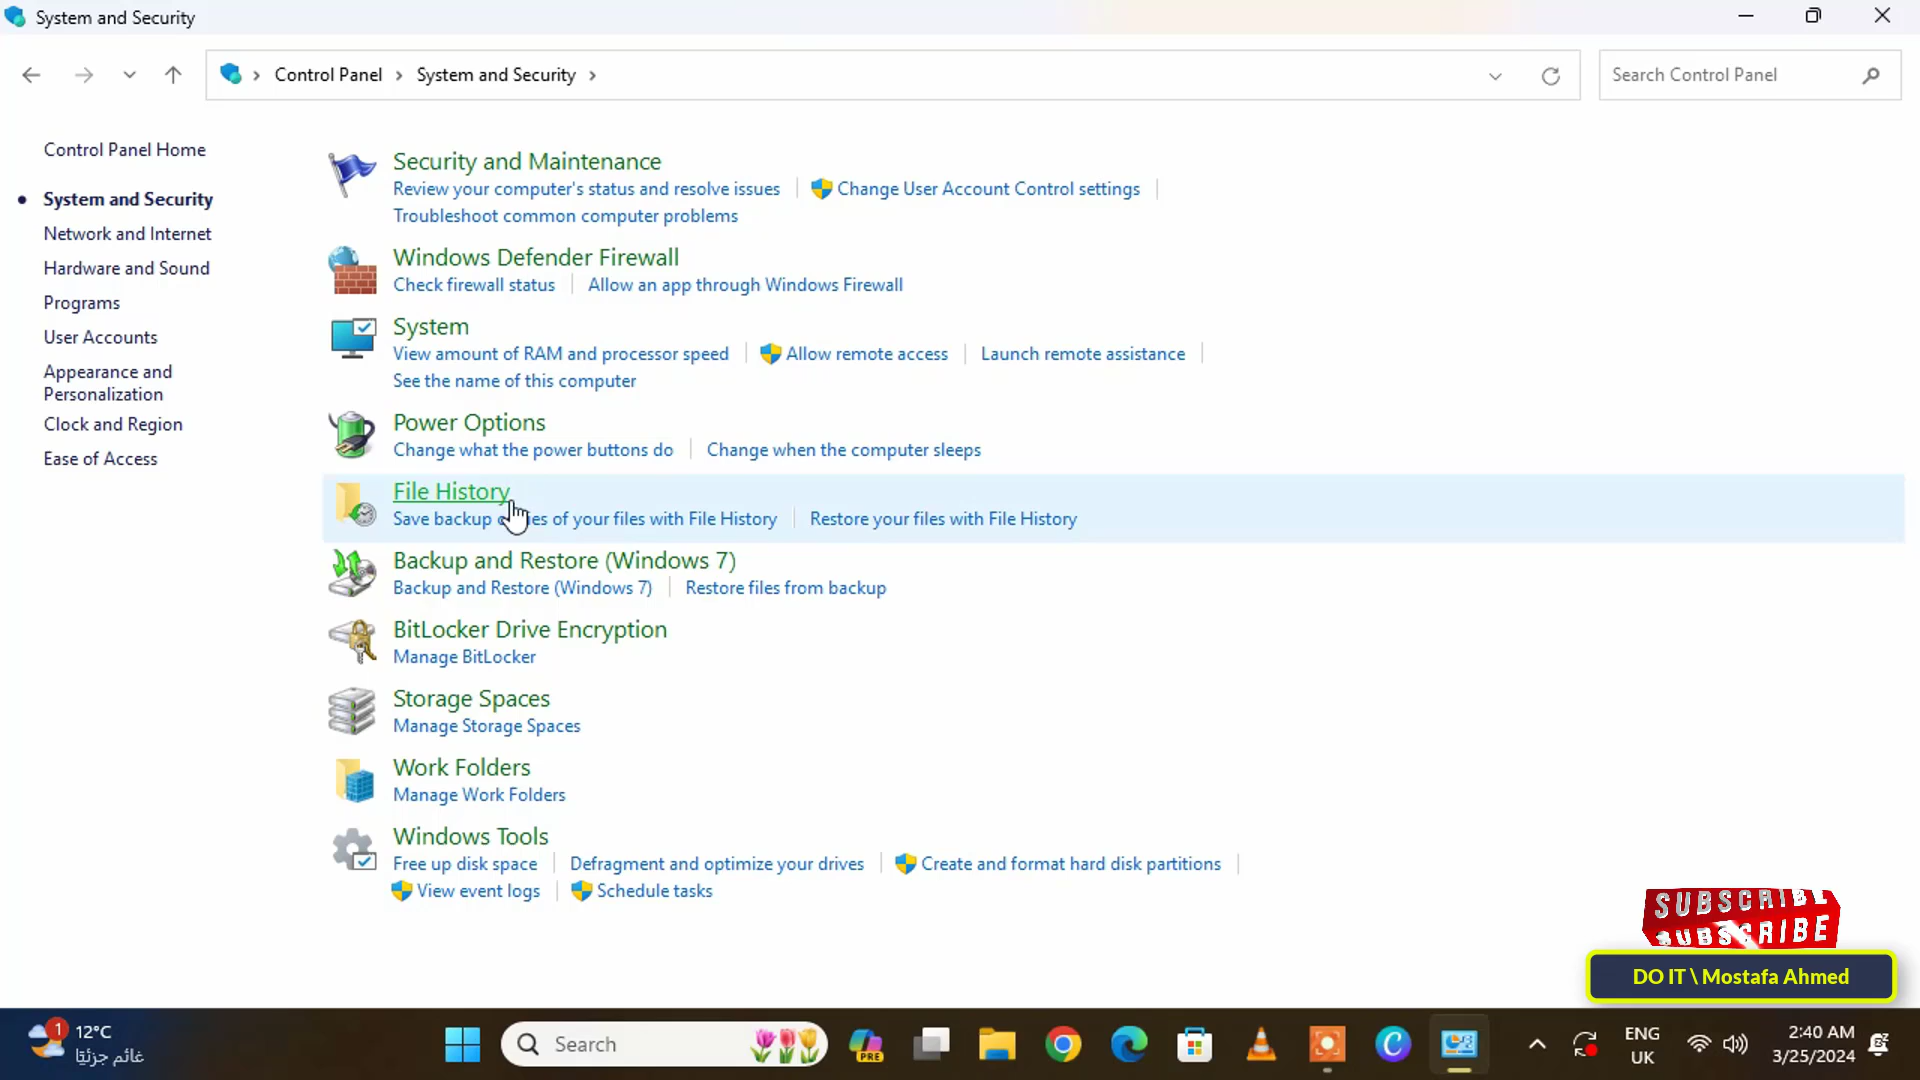 System and Security
Control Panel > System and Security >
Search Control Panel
Control Panel Home
System and Security
Network and Internet
Hardware and Sound
Programs
User Accounts
Appearance and
Personalization
Clock and Region
Ease of Access
Security and Maintenance
Review your computer's status and resolve issues | Change User Account Control settings |
Troubleshoot common computer problems
Windows Defender Firewall
Check firewall status | Allow an app through Windows Firewall
System
View amount of RAM and processor speed | Allow remote access | Launch remote assistance |
See the name of this computer
Power Options
Change what the power buttons do | Change when the computer sleeps
File History
Save backup of your files with File History | Restore your files with File History
Backup and Restore (Windows 7)
Backup and Restore (Windows 7) | Restore files from backup
BitLocker Drive Encryption
Manage BitLocker
Storage Spaces
Manage Storage Spaces
Work Folders
Manage Work Folders
Windows Tools
Free up disk space | Defragment and optimize your drives | Create and format hard disk partitions |
View event logs | Schedule tasks
SUBSCRIBE
SUBSCRIBE
DO IT \ Mostafa Ahmed
1
12°C
غائم جزئيًا
Search
PRE
ENG
UK
2:40 AM
3/25/2024